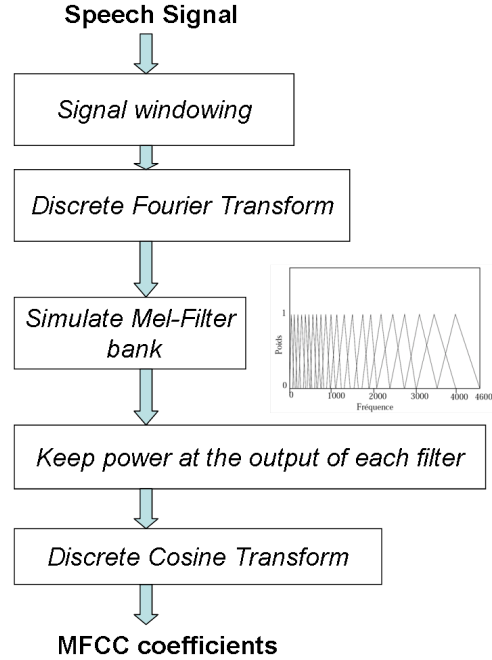 Speech Signal
Signal windowing
Discrete Fourier Transform
Simulate Mel-Filter
bank
1
Poids
0
0 1000 2000 3000 4000 4600
Fréquence
Keep power at the output of each filter
Discrete Cosine Transform
MFCC coefficients